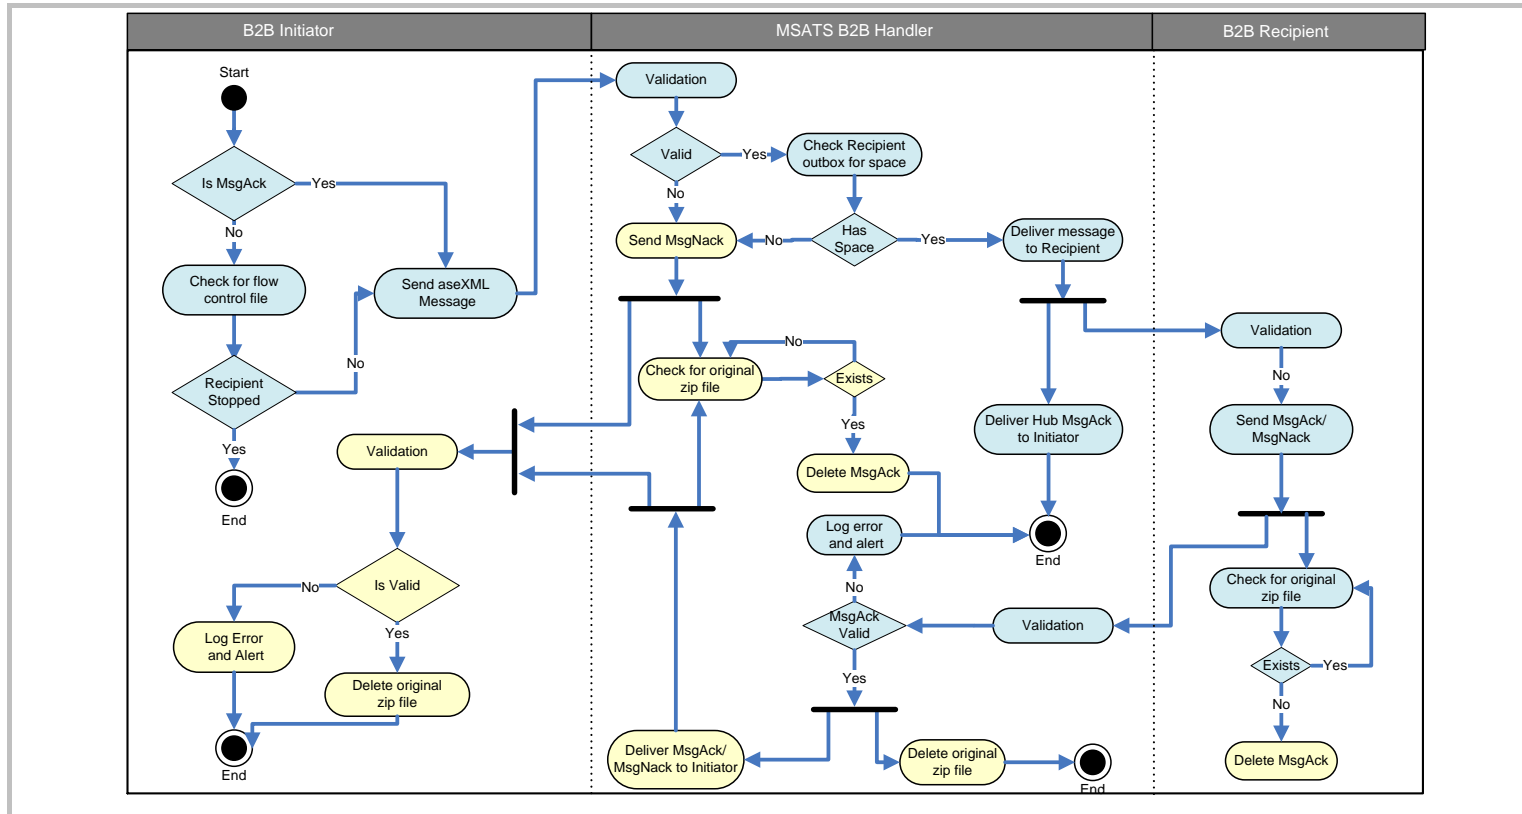 B2B Initiator
MSATS B2B Handler
B2B Recipient
Start
Is MsgAck
Yes
No
Check for flow
control file
Send aseXML
Message
No
Recipient
Stopped
Yes
End
Validation
Is Valid
No
Yes
Log Error
and Alert
Delete original
zip file
End
Validation
Valid
Yes
Check Recipient
outbox for space
No
Send MsgNack
No
Has
Space
Yes
Deliver message
to Recipient
No
Check for original
zip file
Exists
Yes
Delete MsgAck
Deliver Hub MsgAck
to Initiator
Log error
and alert
End
No
MsgAck
Valid
Validation
Yes
Deliver MsgAck/
MsgNack to Initiator
Delete original
zip file
End
Validation
No
Send MsgAck/
MsgNack
Check for original
zip file
Exists
Yes
No
Delete MsgAck